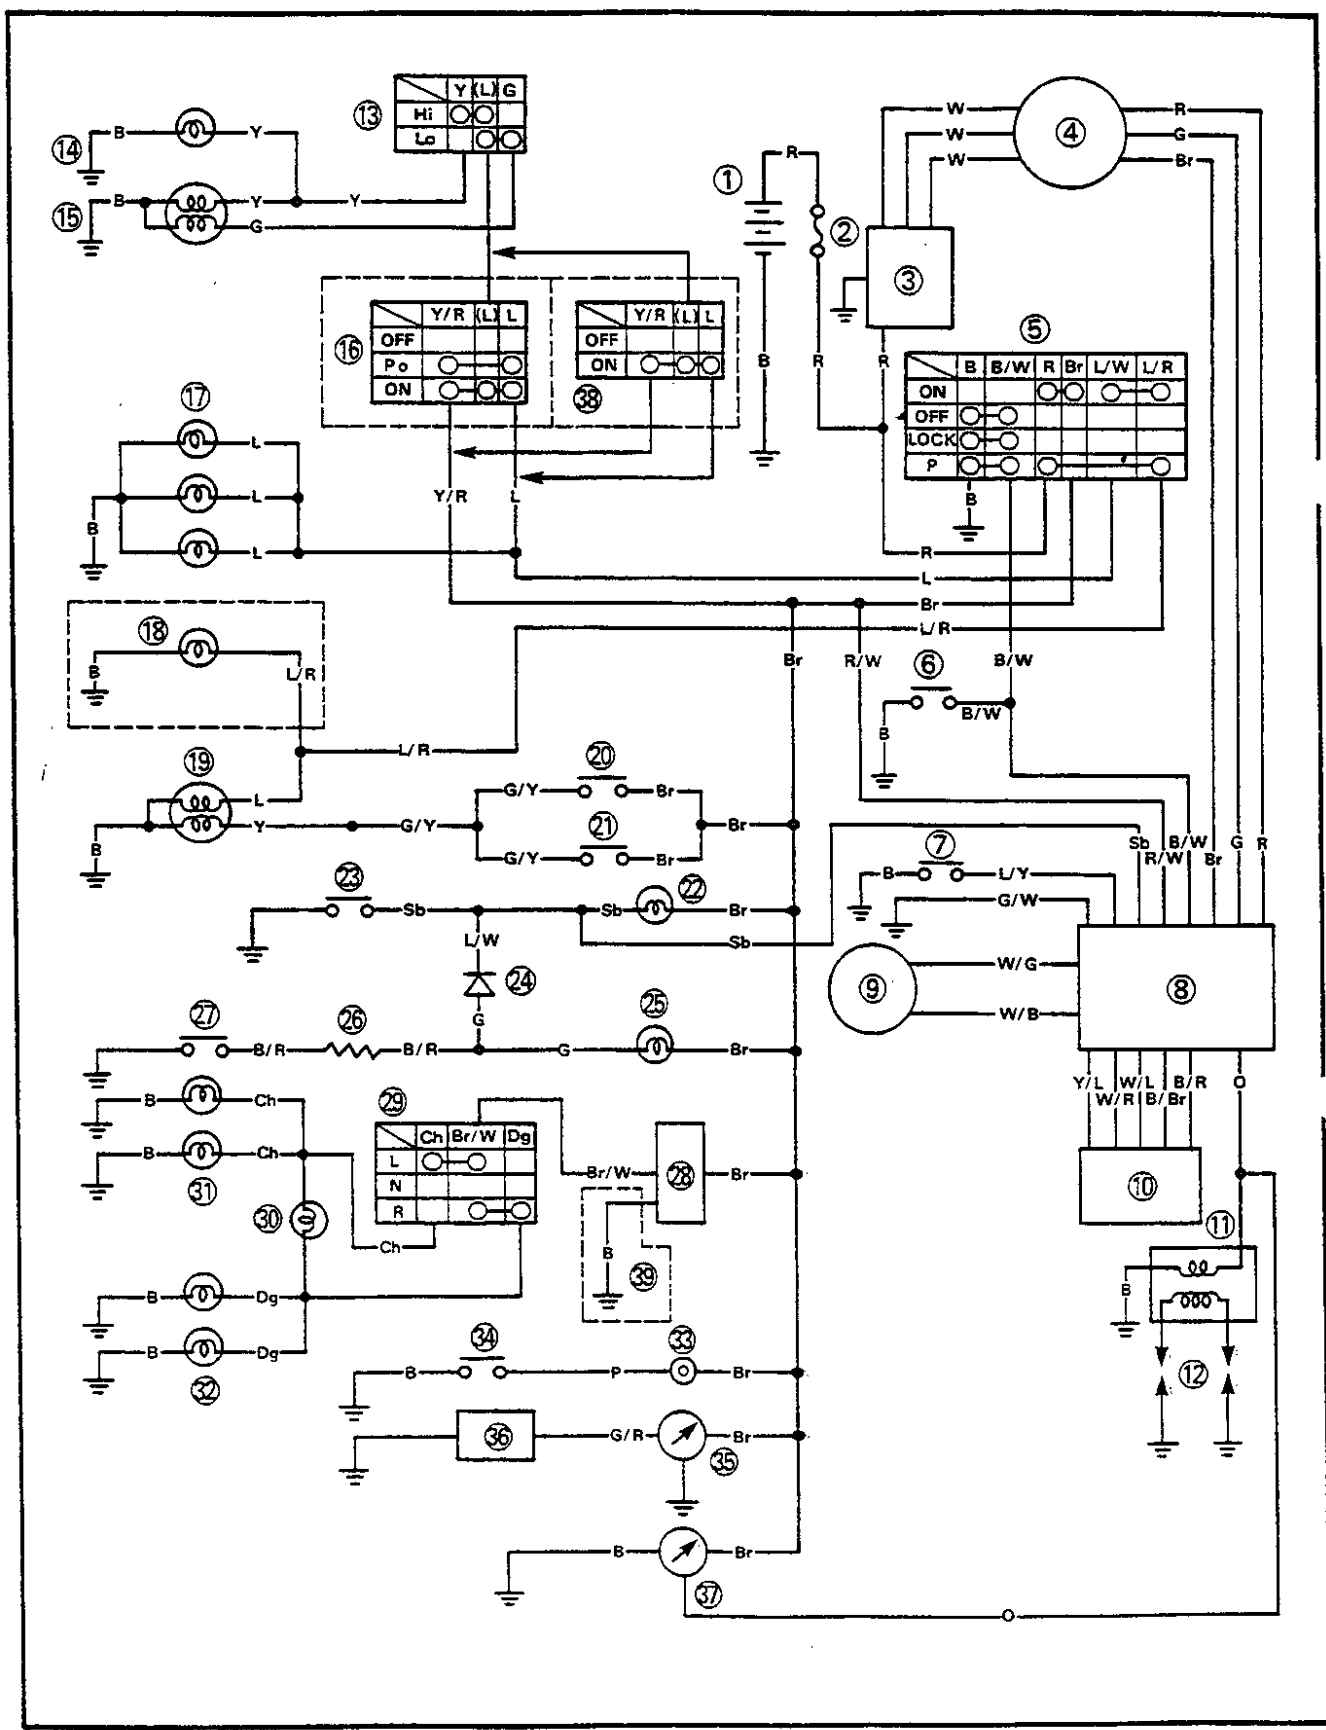 Y (L) G
⑬ Hi
Lo
⑭ B Y
⑮ B Y Y
G
W R
④
W G
W Br
① R
②
③
B R R
⑤
B B/W R Br L/W L/R
ON
OFF
LOCK
P
B
Y/R (L) L
⑯ OFF
Po
ON
Y/R (L) L
OFF
ON
㊳
Y/R L
⑰
L
L
B L
R
L
Br
L/R
⑱
B L/R
Br R/W B/W
⑥
B B/W
L/R
⑲
L
B Y G/Y
⑳
G/Y Br
㉑ Br
G/Y Br
Sb R/W B/W Br G R
⑦
B L/Y
G/W
㉓ Sb Sb ㉒ Br
Sb
L/W
㉔
G
⑨ W/G ⑧
W/B
㉗ B/R ㉖ B/R G ㉕ Br
Y/L W/R W/L B/Br B/R O
⑩
⑪
B
⑫
B Ch
B Ch
㉛
㉚
㉙
Ch Br/W Dg
L
N
R
Ch
Br/W ㉘ Br
B ㊴
B Dg
B Dg
㉜
B ㉞ P ㉝ Br
㊱ G/R Br
㉟
B Br
㊲
O